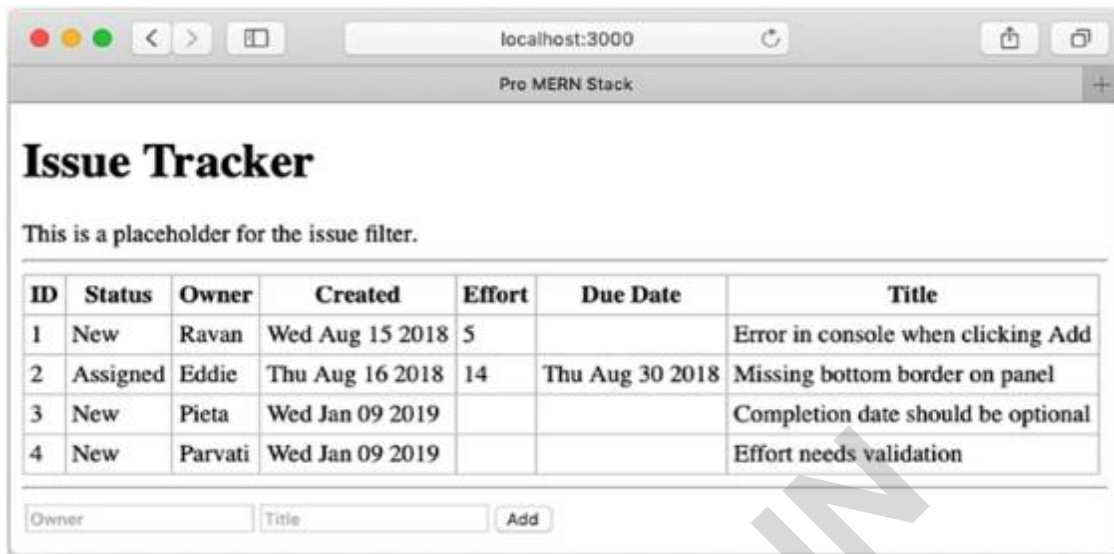 localhost:3000
Pro MERN Stack
Issue Tracker
This is a placeholder for the issue filter.
ID Status Owner Created Effort Due Date Title
1 New Ravan Wed Aug 15 2018 5 Error in console when clicking Add
2 Assigned Eddie Thu Aug 16 2018 14 Thu Aug 30 2018 Missing bottom border on panel
3 New Pieta Wed Jan 09 2019 Completion date should be optional
4 New Parvati Wed Jan 09 2019 Effort needs validation
Owner Title Add